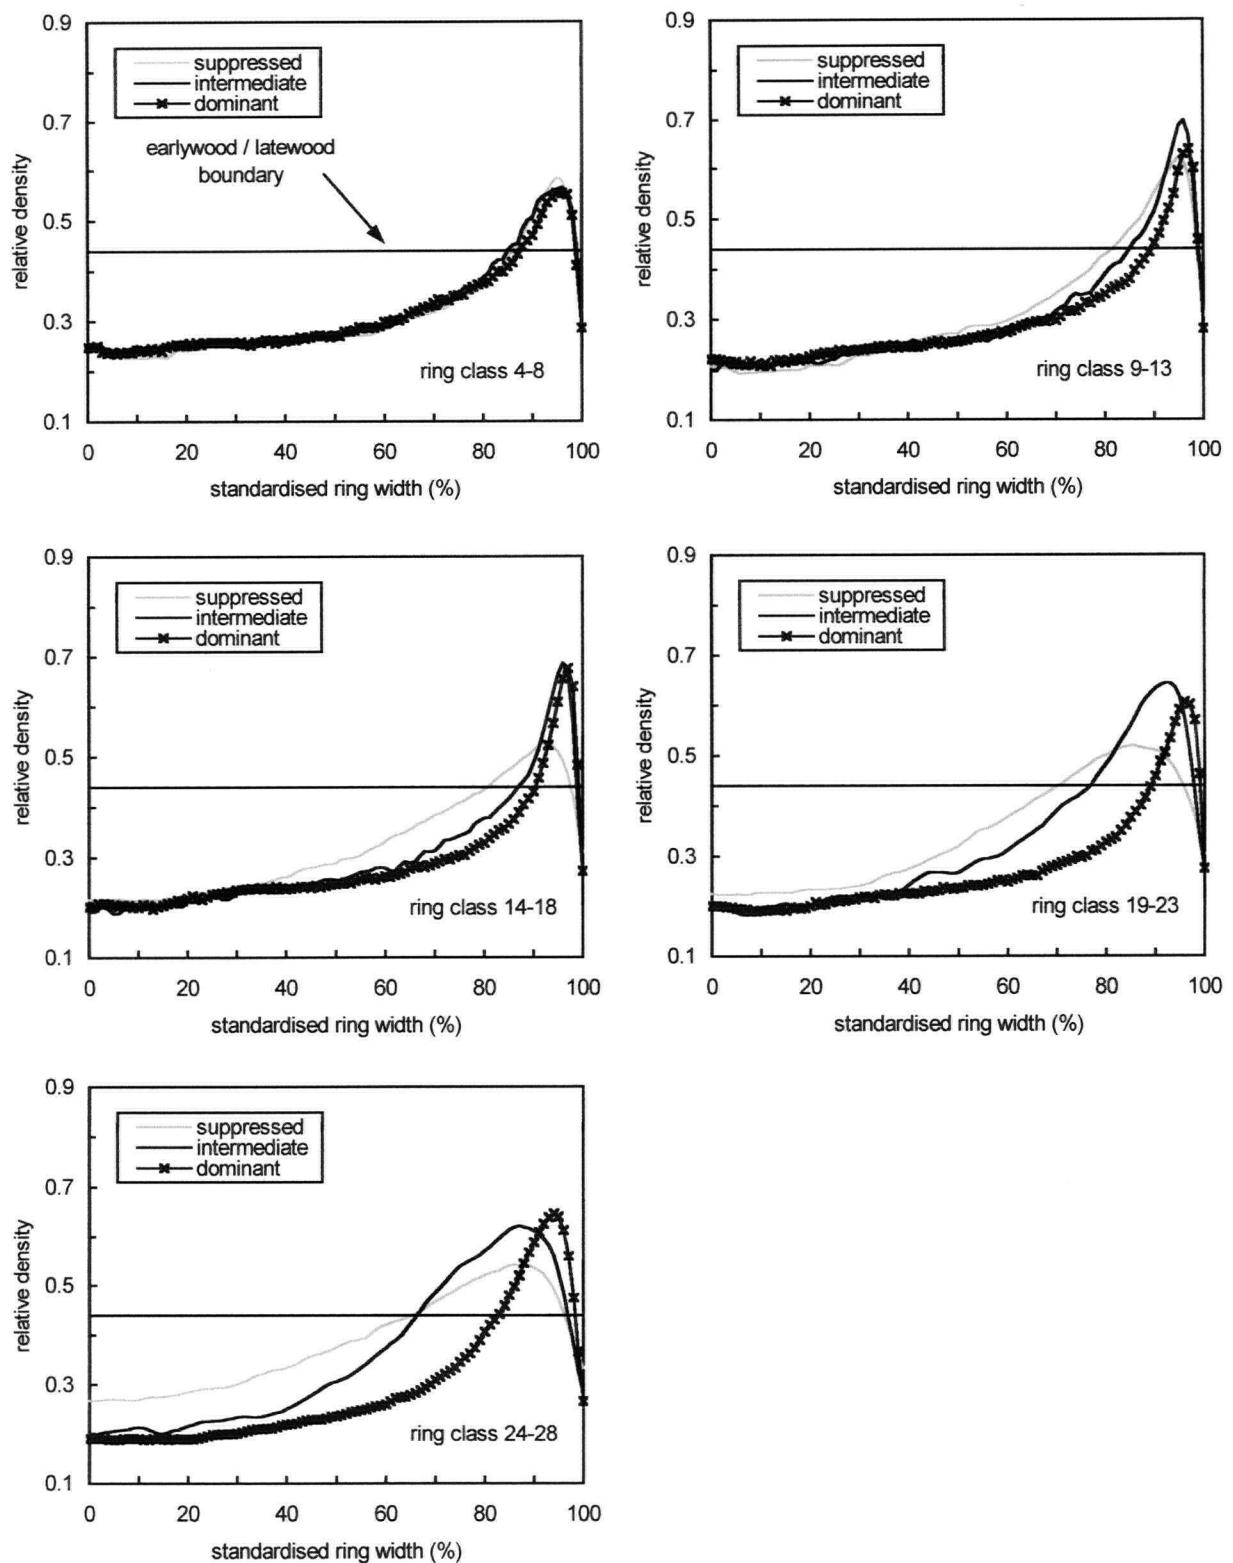 0.9
suppressed
intermediate
dominant
0.7
earlywood / latewood
boundary
relative density
0.5
0.3
ring class 4-8
0.1
0 20 40 60 80 100
standardised ring width (%)
0.9
suppressed
intermediate
dominant
0.7
relative density
0.5
0.3
ring class 9-13
0.1
0 20 40 60 80 100
standardised ring width (%)
0.9
suppressed
intermediate
dominant
0.7
relative density
0.5
0.3
ring class 14-18
0.1
0 20 40 60 80 100
standardised ring width (%)
0.9
suppressed
intermediate
dominant
0.7
relative density
0.5
0.3
ring class 19-23
0.1
0 20 40 60 80 100
standardised ring width (%)
0.9
suppressed
intermediate
dominant
0.7
relative density
0.5
0.3
ring class 24-28
0.1
0 20 40 60 80 100
standardised ring width (%)